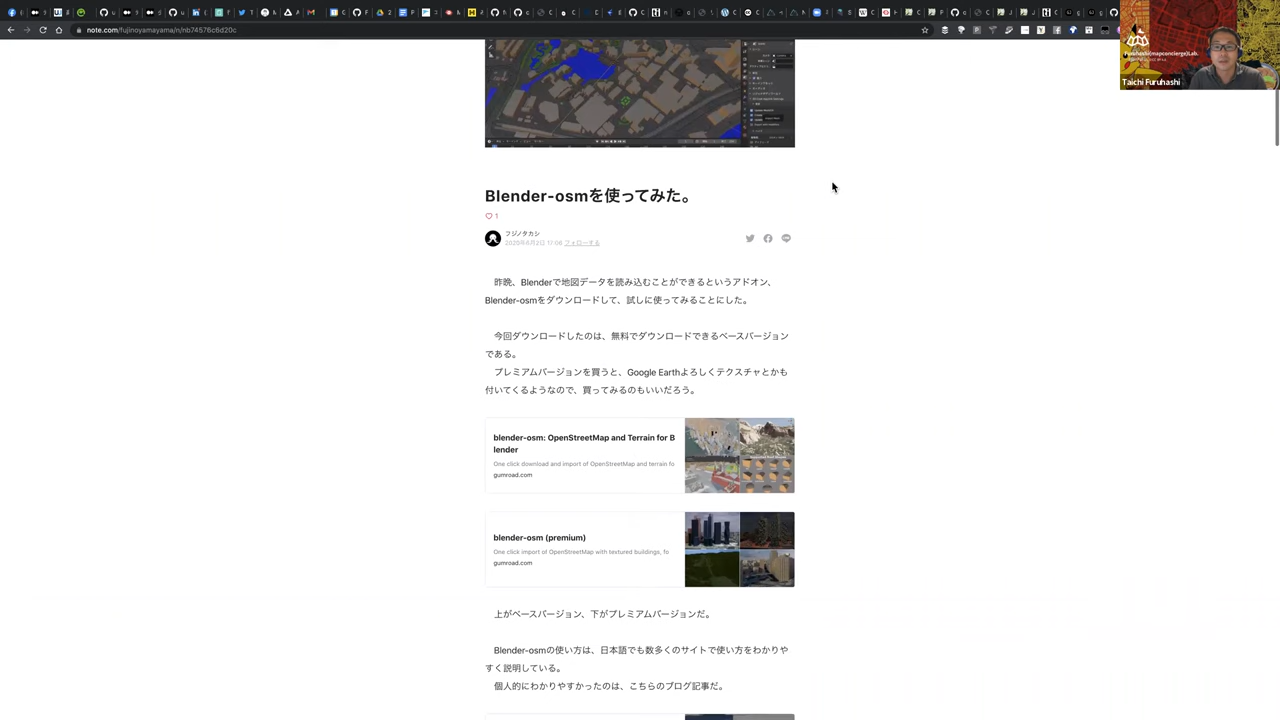 note.com/fujinoyamayama/n/nb74576c6d20c
Taichi Furuhashi
Blender-osmを使ってみた。
1
フジノタカシ
フォローする
昨晩、Blenderで地図データを読み込むことができるというアドオン、
Blender-osmをダウンロードして、試しに使ってみることにした。
今回ダウンロードしたのは、無料でダウンロードできるベースバージョン
である。
プレミアムバージョンを買うと、Google Earthよろしくテクスチャとかも
付いてくるようなので、買ってみるのもいいだろう。
blender-osm: OpenStreetMap and Terrain for B
lender
One click download and import of OpenStreetMap and terrain fo
gumroad.com
blender-osm (premium)
One click import of OpenStreetMap with textured buildings, fo
gumroad.com
上がベースバージョン、下がプレミアムバージョンだ。
Blender-osmの使い方は、日本語でも数多くのサイトで使い方をわかりや
すく説明している。
個人的にわかりやすかったのは、こちらのブログ記事だ。